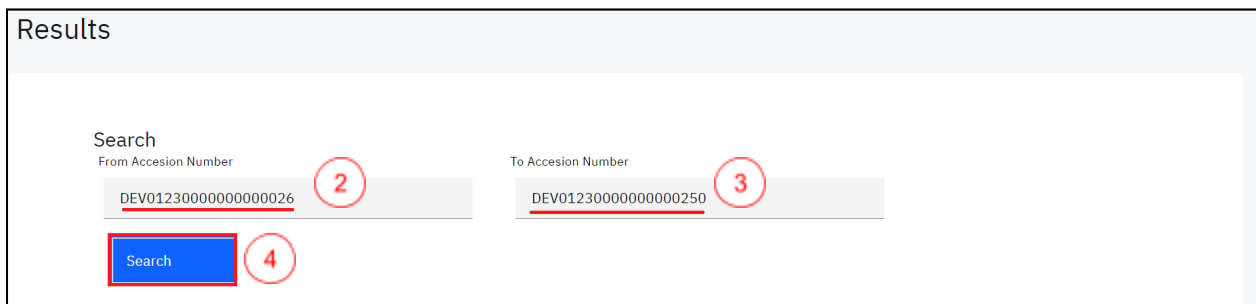 Results
Search
From Accesion Number
To Accesion Number
DEV01230000000000026
2
DEV01230000000000250
3
Search
4